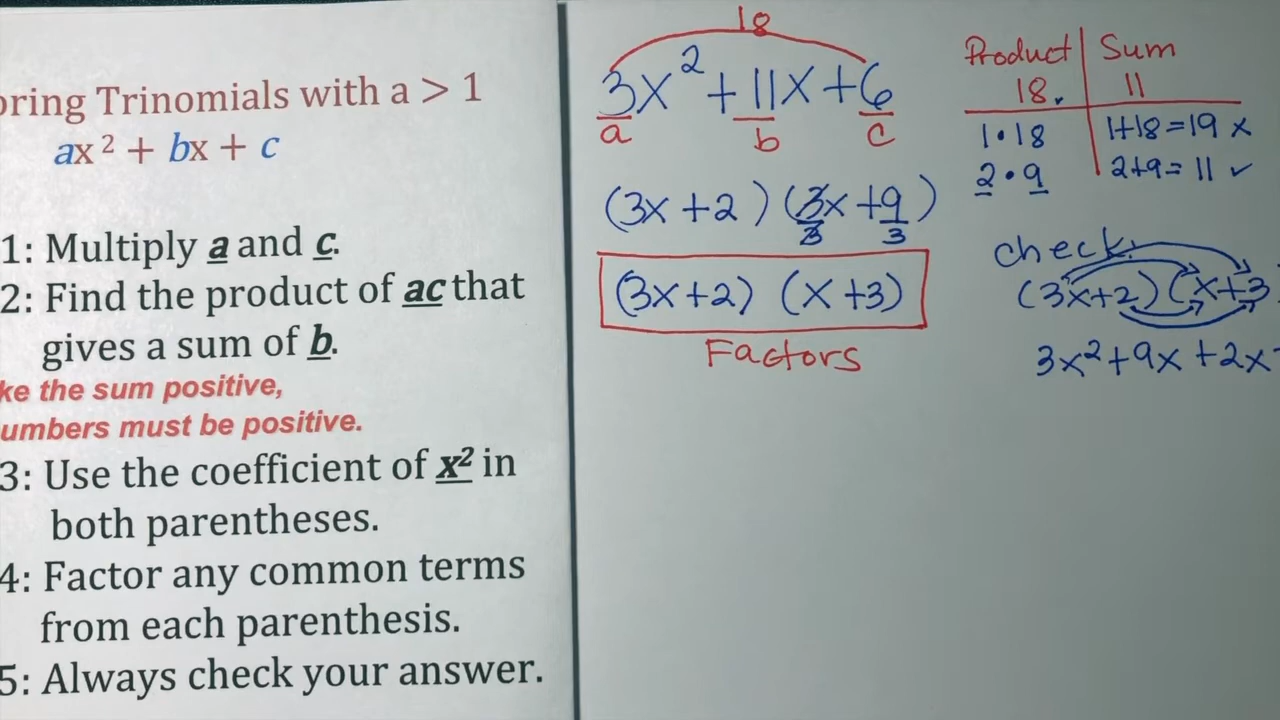 oring Trinomials with a > 1
ax² + bx + c
1: Multiply a and c.
2: Find the product of ac that
gives a sum of b.
ke the sum positive,
umbers must be positive.
3: Use the coefficient of x² in
both parentheses.
4: Factor any common terms
from each parenthesis.
5: Always check your answer.
18
3x² + 11x + 6
a b c
(3x + 2) (3x + 9)
3 3
(3x+2) (x+3)
Factors
Product Sum
18 11
1•18 1+18=19 x
2•9 2+9=11 ✓
check:
(3x+2)(x+3
3x²+9x+2x+